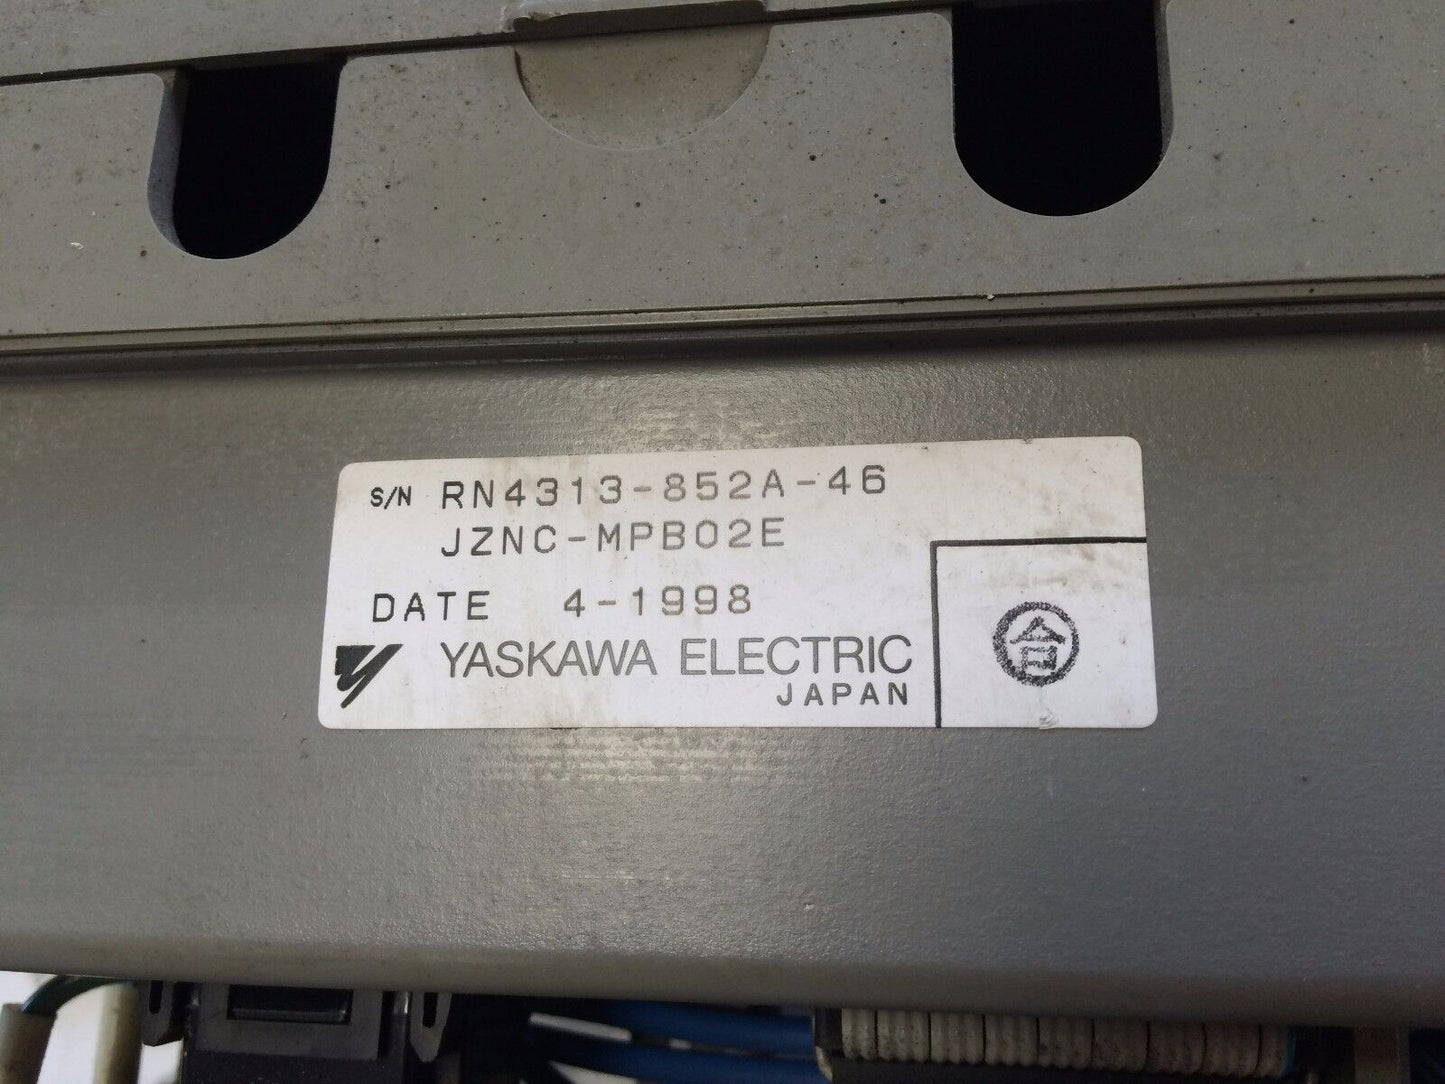 S/N RN4313-852A-46
JZNC-MPB02E
DATE 4-1998
YASKAWA ELECTRIC
JAPAN
合